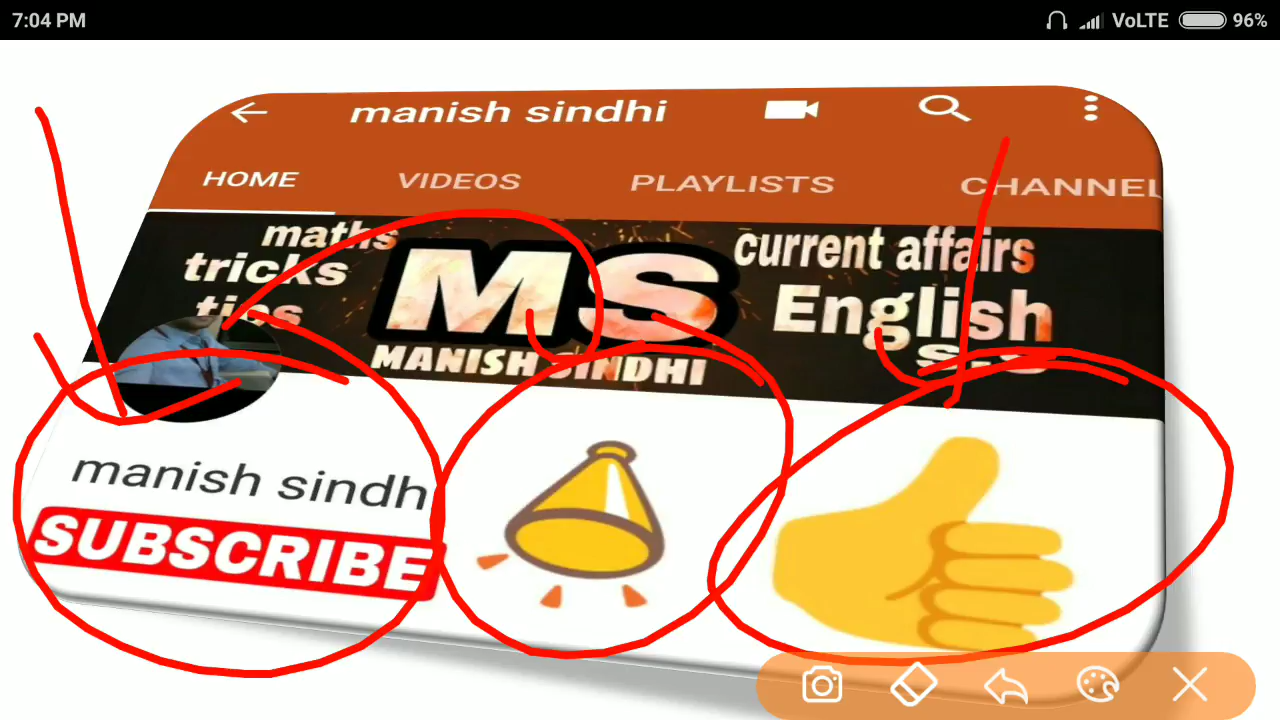 7:04 PM VoLTE 96%
manish sindhi
HOME VIDEOS PLAYLISTS CHANNEL
maths
tricks
tips
MS
MANISH SINDHI
current affairs
English
manish sindh
SUBSCRIBE